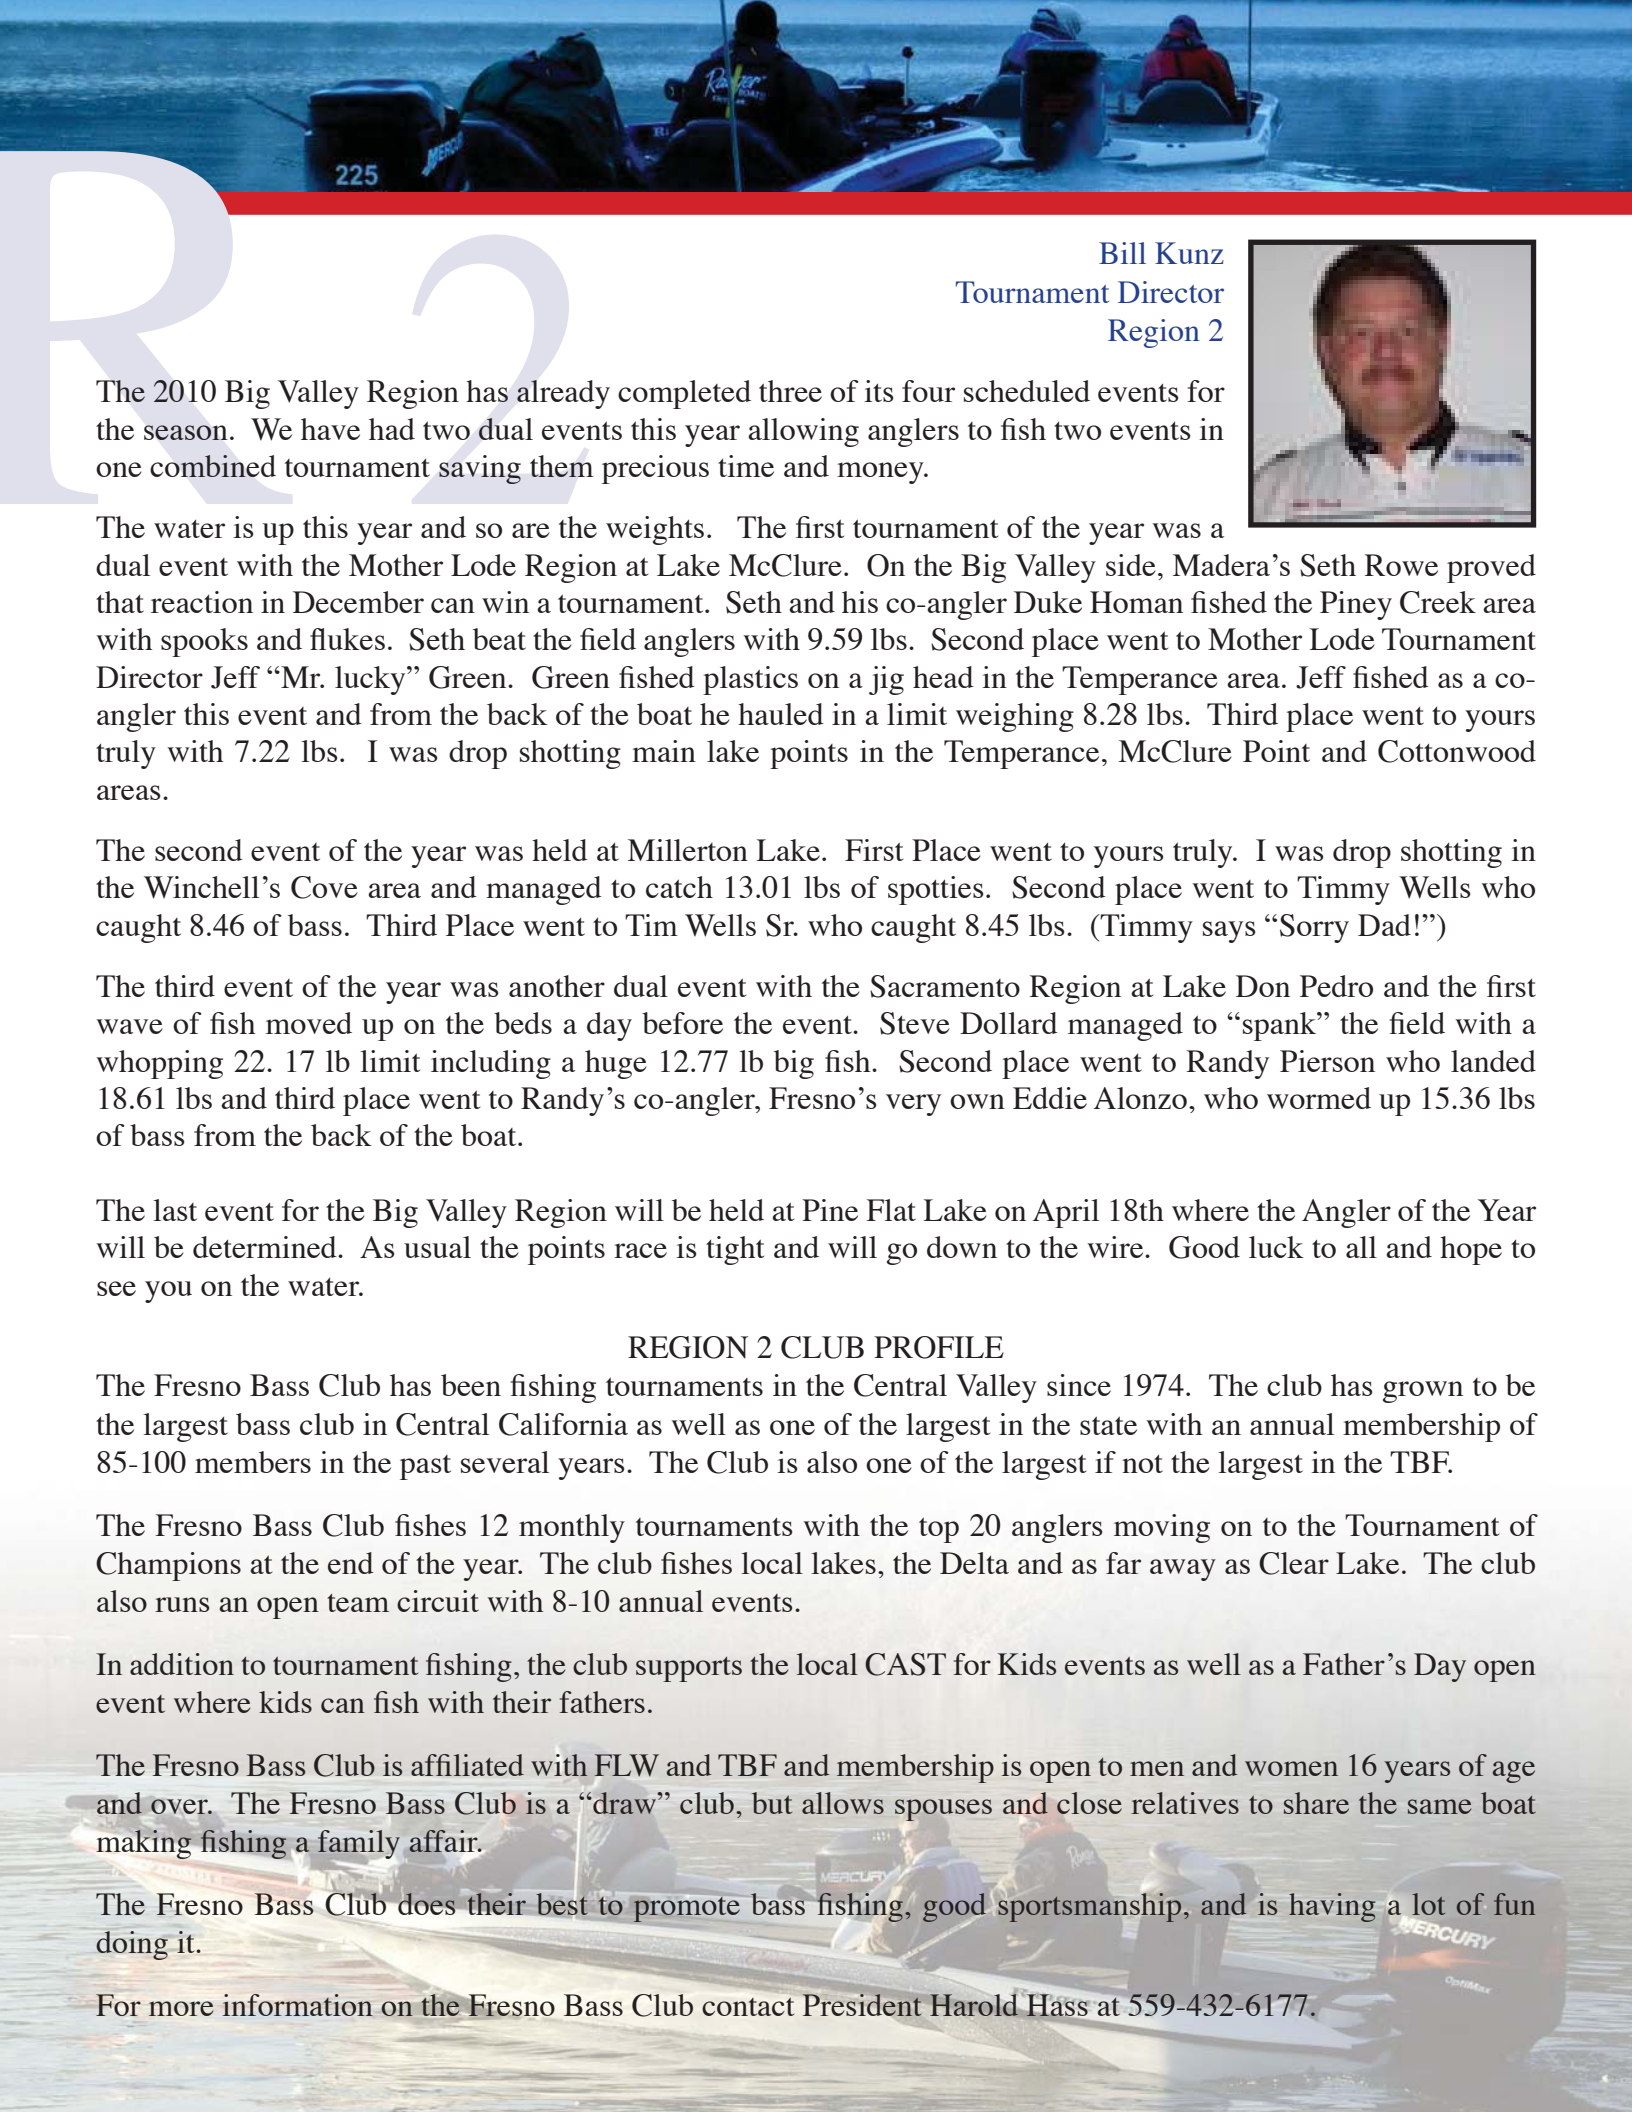 Ranger
BOATS
MERCURY
225
R 2
Bill Kunz
Tournament Director
Region 2
The 2010 Big Valley Region has already completed three of its four scheduled events for
the season.  We have had two dual events this year allowing anglers to fish two events in
one combined tournament saving them precious time and money.
The water is up this year and so are the weights.   The first tournament of the year was a
dual event with the Mother Lode Region at Lake McClure.  On the Big Valley side, Madera’s Seth Rowe proved
that reaction in December can win a tournament.  Seth and his co-angler Duke Homan fished the Piney Creek area
with spooks and flukes.  Seth beat the field anglers with 9.59 lbs.  Second place went to Mother Lode Tournament
Director Jeff “Mr. lucky” Green.  Green fished plastics on a jig head in the Temperance area. Jeff fished as a co-
angler this event and from the back of the boat he hauled in a limit weighing 8.28 lbs.  Third place went to yours
truly with 7.22 lbs.  I was drop shotting main lake points in the Temperance, McClure Point and Cottonwood
areas.
The second event of the year was held at Millerton Lake.  First Place went to yours truly.  I was drop shotting in
the Winchell’s Cove area and managed to catch 13.01 lbs of spotties.  Second place went to Timmy Wells who
caught 8.46 of bass.  Third Place went to Tim Wells Sr. who caught 8.45 lbs.  (Timmy says “Sorry Dad!”)
The third event of the year was another dual event with the Sacramento Region at Lake Don Pedro and the first
wave of fish moved up on the beds a day before the event.  Steve Dollard managed to “spank” the field with a
whopping 22. 17 lb limit including a huge 12.77 lb big fish.  Second place went to Randy Pierson who landed
18.61 lbs and third place went to Randy’s co-angler, Fresno’s very own Eddie Alonzo, who wormed up 15.36 lbs
of bass from the back of the boat.
The last event for the Big Valley Region will be held at Pine Flat Lake on April 18th where the Angler of the Year
will be determined.  As usual the points race is tight and will go down to the wire.  Good luck to all and hope to
see you on the water.
REGION 2 CLUB PROFILE
The Fresno Bass Club has been fishing tournaments in the Central Valley since 1974.  The club has grown to be
the largest bass club in Central California as well as one of the largest in the state with an annual membership of
85-100 members in the past several years.  The Club is also one of the largest if not the largest in the TBF.
The Fresno Bass Club fishes 12 monthly tournaments with the top 20 anglers moving on to the Tournament of
Champions at the end of the year.  The club fishes local lakes, the Delta and as far away as Clear Lake.  The club
also runs an open team circuit with 8-10 annual events.
In addition to tournament fishing, the club supports the local CAST for Kids events as well as a Father’s Day open
event where kids can fish with their fathers.
The Fresno Bass Club is affiliated with FLW and TBF and membership is open to men and women 16 years of age
and over.  The Fresno Bass Club is a “draw” club, but allows spouses and close relatives to share the same boat
making fishing a family affair.
MERCURY
Ranger
The Fresno Bass Club does their best to promote bass fishing, good sportsmanship, and is having a lot of fun
doing it.
MERCURY
OptiMax
For more information on the Fresno Bass Club contact President Harold Hass at 559-432-6177.